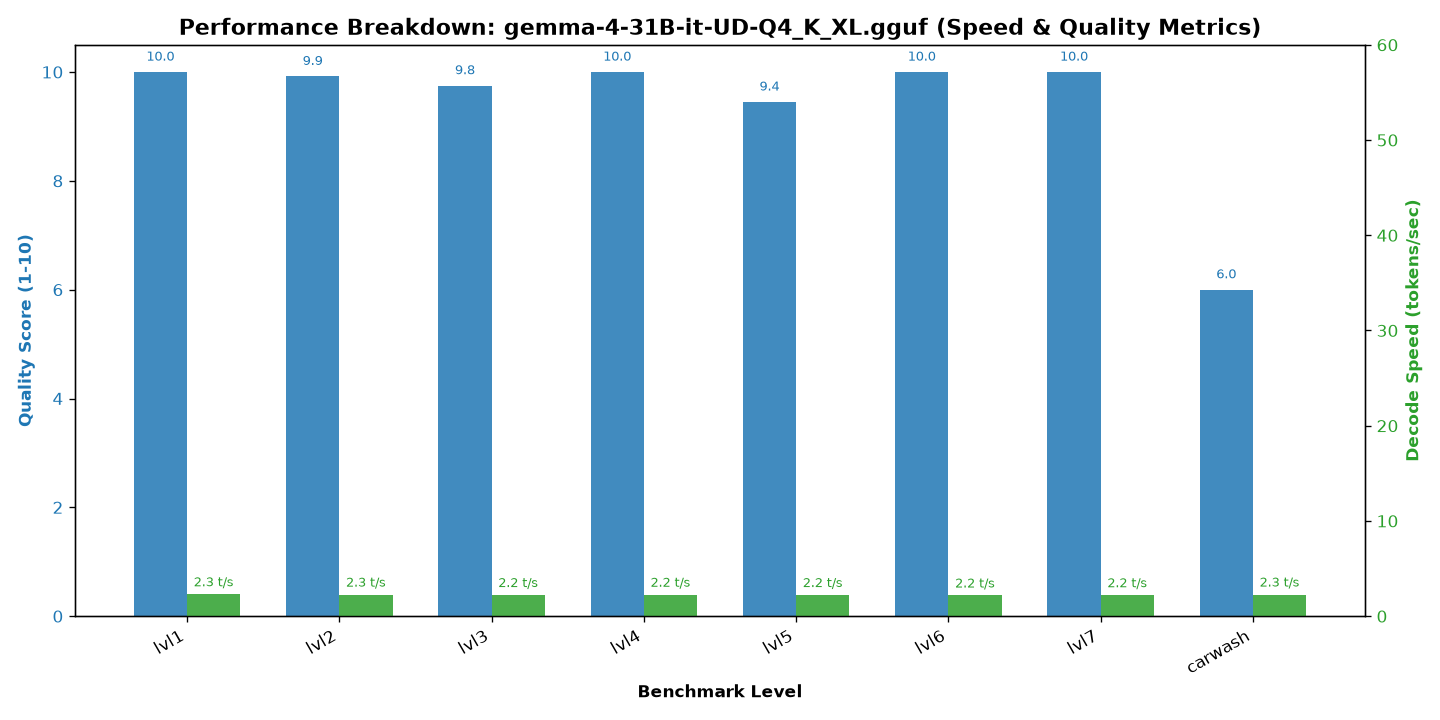 Performance Breakdown: gemma-4-31B-it-UD-Q4_K_XL.gguf (Speed & Quality Metrics)
10.0
9.9
9.8
10.0
9.4
10.0
10.0
6.0
2.3 t/s
2.3 t/s
2.2 t/s
2.2 t/s
2.2 t/s
2.2 t/s
2.2 t/s
2.3 t/s
Quality Score (1-10)
10
8
6
4
2
0
Decode Speed (tokens/sec)
60
50
40
30
20
10
0
lvl1
lvl2
lvl3
lvl4
lvl5
lvl6
lvl7
carwash
Benchmark Level